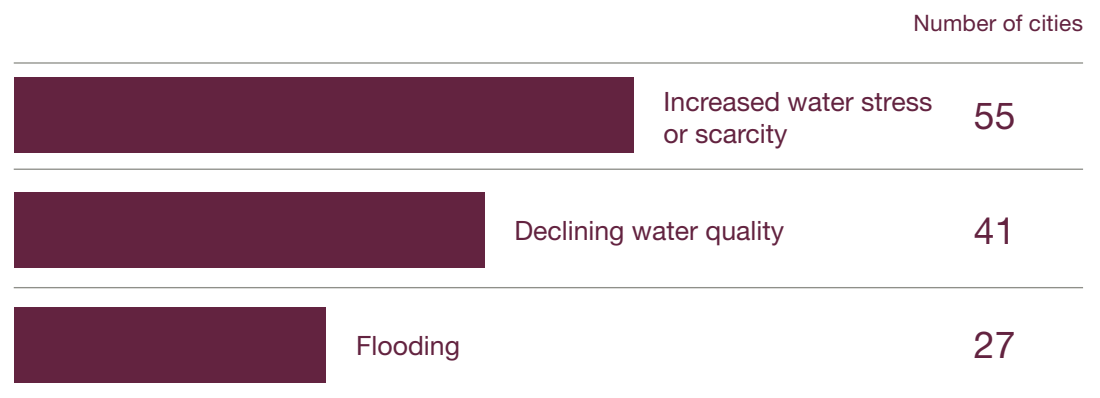 Number of cities
Increased water stress
or scarcity
55
Declining water quality
41
Flooding
27